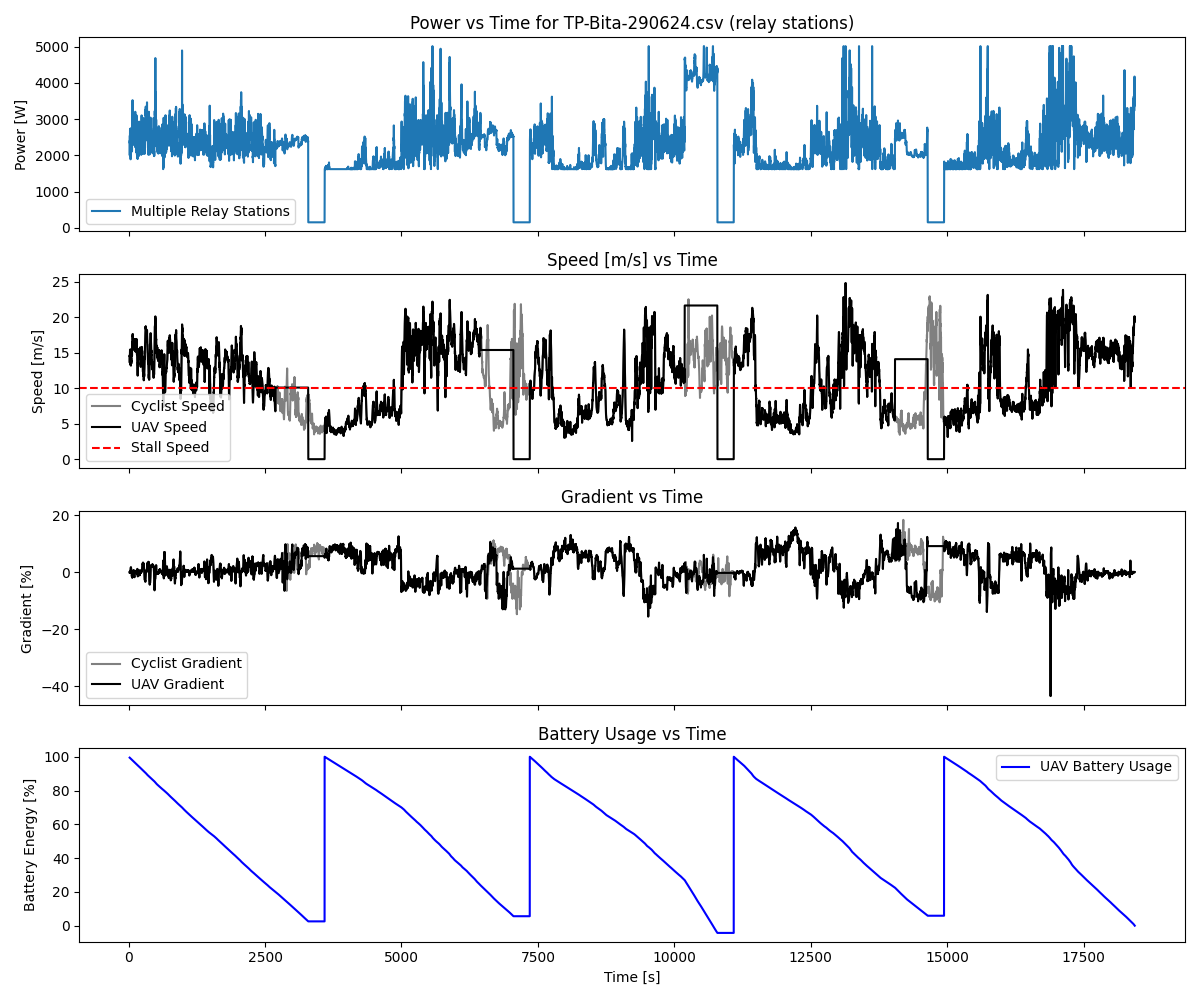 Power vs Time for TP-Bita-290624.csv (relay stations)
5000
4000
3000
2000
1000
0
Power [W]
Multiple Relay Stations
Speed [m/s] vs Time
25
20
15
10
5
0
Speed [m/s]
Cyclist Speed
UAV Speed
Stall Speed
Gradient vs Time
20
0
−20
−40
Gradient [%]
Cyclist Gradient
UAV Gradient
Battery Usage vs Time
100
80
60
40
20
0
Battery Energy [%]
UAV Battery Usage
0 2500 5000 7500 10000 12500 15000 17500
Time [s]